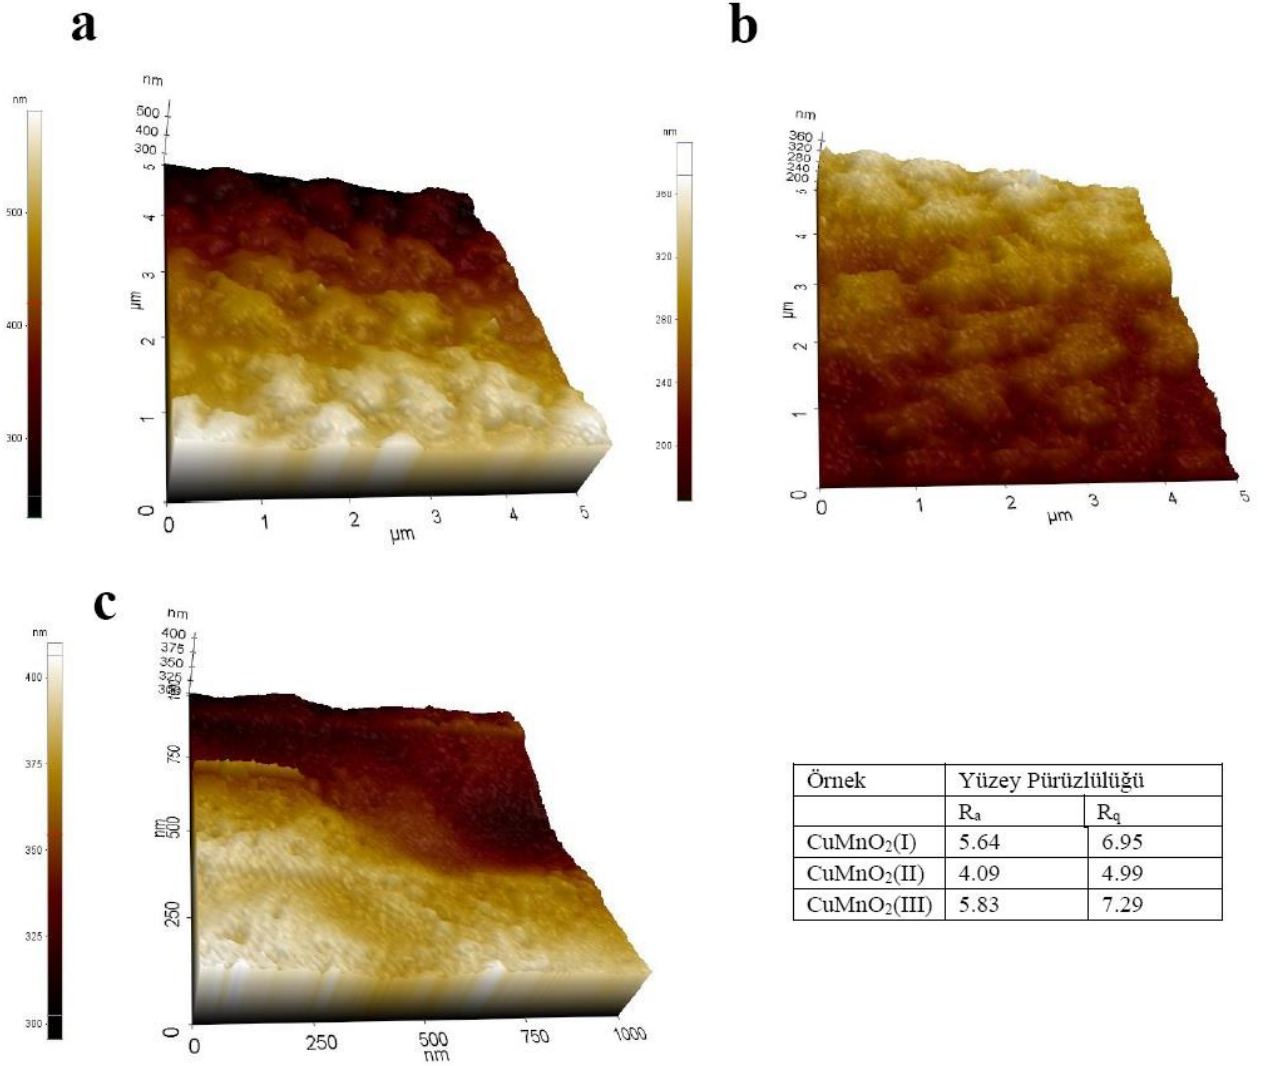 a
nm
500
400
300
nm
500
400
300
5
4
3
2
1
0
µm
0
1
2
3
4
5
µm
b
nm
360
320
280
240
200
nm
360
320
280
240
200
5
4
3
2
1
0
µm
0
1
2
3
4
5
µm
c
nm
400
375
350
325
300
nm
400
375
350
325
750
500
250
0
nm
0
250
500
750
1000
nm
Örnek Yüzey Pürüzlülüğü
Ra Rq
CuMnO2(I) 5.64 6.95
CuMnO2(II) 4.09 4.99
CuMnO2(III) 5.83 7.29